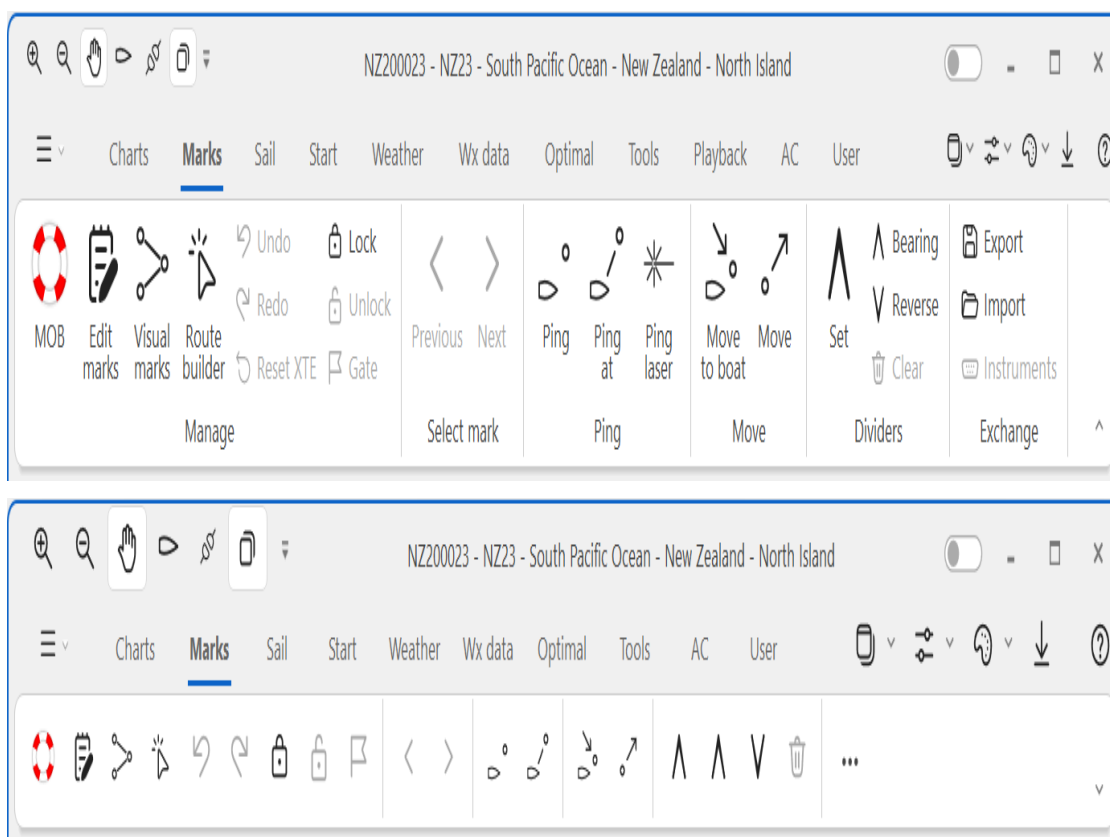 NZ200023 - NZ23 - South Pacific Ocean - New Zealand - North Island
Charts Marks Sail Start Weather Wx data Optimal Tools Playback AC User
Undo Lock Bearing Export
Redo Unlock Reverse Import
MOB Edit marks Visual marks Route builder Previous Next Ping Ping at Ping laser Move to boat Move Set
Reset XTE Gate Clear Instruments
Manage Select mark Ping Move Dividers Exchange
NZ200023 - NZ23 - South Pacific Ocean - New Zealand - North Island
Charts Marks Sail Start Weather Wx data Optimal Tools AC User